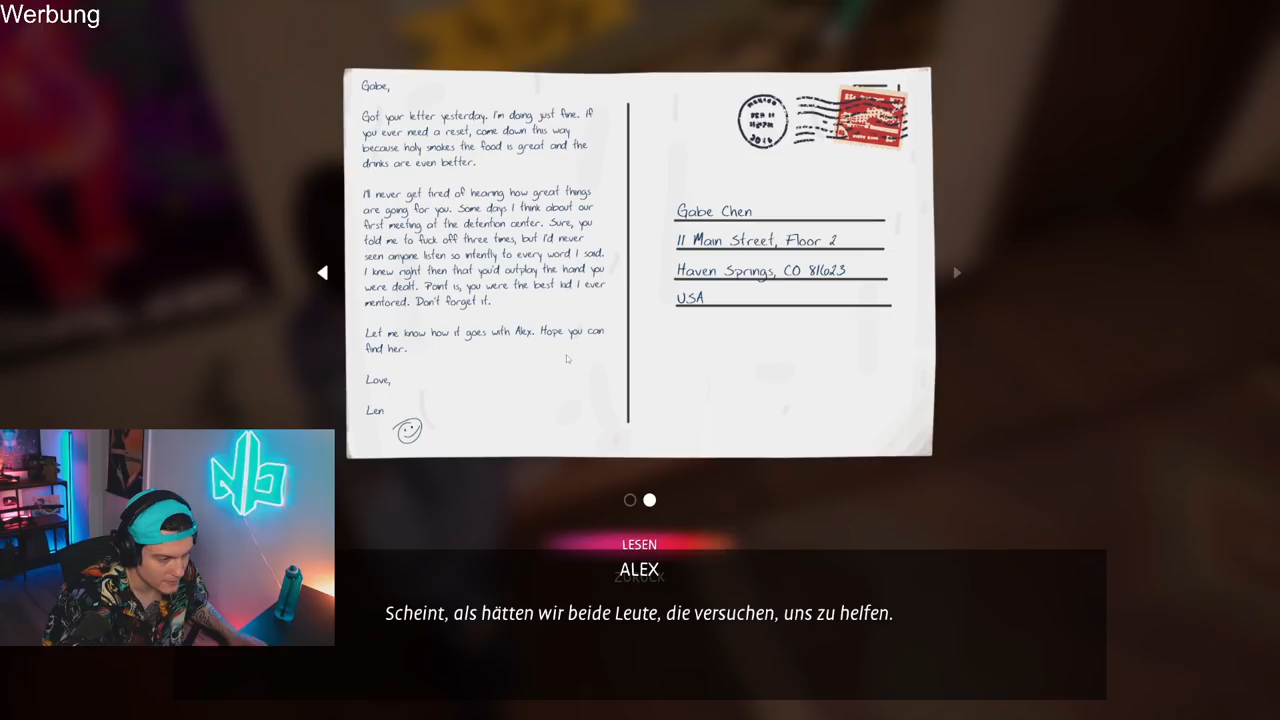 Werbung
Gabe,
Got your letter yesterday. I'm doing just fine. If
you ever need a reset, come down this way
because holy smokes the food is great and the
drinks are even better.
I'll never get tired of hearing how great things
are going for you. Some days I think about our
first meeting at the detention center. Sure, you
told me to fuck off three times, but I'd never
seen anyone listen so intently to every word I said.
I knew right then that you'd outplay the hand you
were dealt. Point is, you were the best kid I ever
mentored. Don't forget it.
Let me know how it goes with Alex. Hope you can
find her.
Love,
Len
Gabe Chen
11 Main Street, Floor 2
Haven Springs, CO 81623
USA
LESEN
ALEX
ZURÜCK
Scheint, als hätten wir beide Leute, die versuchen, uns zu helfen.